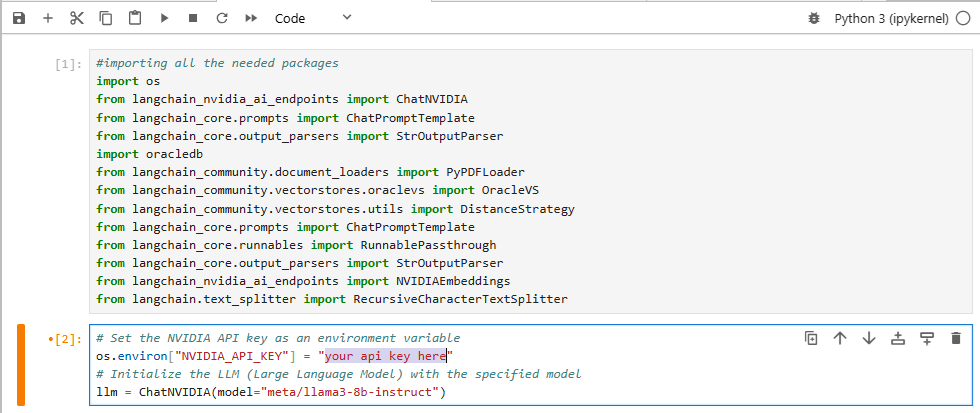 Code
Python 3 (ipykernel)
[1]:
#importing all the needed packages
import os
from langchain_nvidia_ai_endpoints import ChatNVIDIA
from langchain_core.prompts import ChatPromptTemplate
from langchain_core.output_parsers import StrOutputParser
import oracledb
from langchain_community.document_loaders import PyPDFLoader
from langchain_community.vectorstores.oraclevs import OracleVS
from langchain_community.vectorstores.utils import DistanceStrategy
from langchain_core.prompts import ChatPromptTemplate
from langchain_core.runnables import RunnablePassthrough
from langchain_core.output_parsers import StrOutputParser
from langchain_nvidia_ai_endpoints import NVIDIAEmbeddings
from langchain.text_splitter import RecursiveCharacterTextSplitter
•[2]:
# Set the NVIDIA API key as an environment variable
os.environ["NVIDIA_API_KEY"] = "your api key here"
# Initialize the LLM (Large Language Model) with the specified model
llm = ChatNVIDIA(model="meta/llama3-8b-instruct")